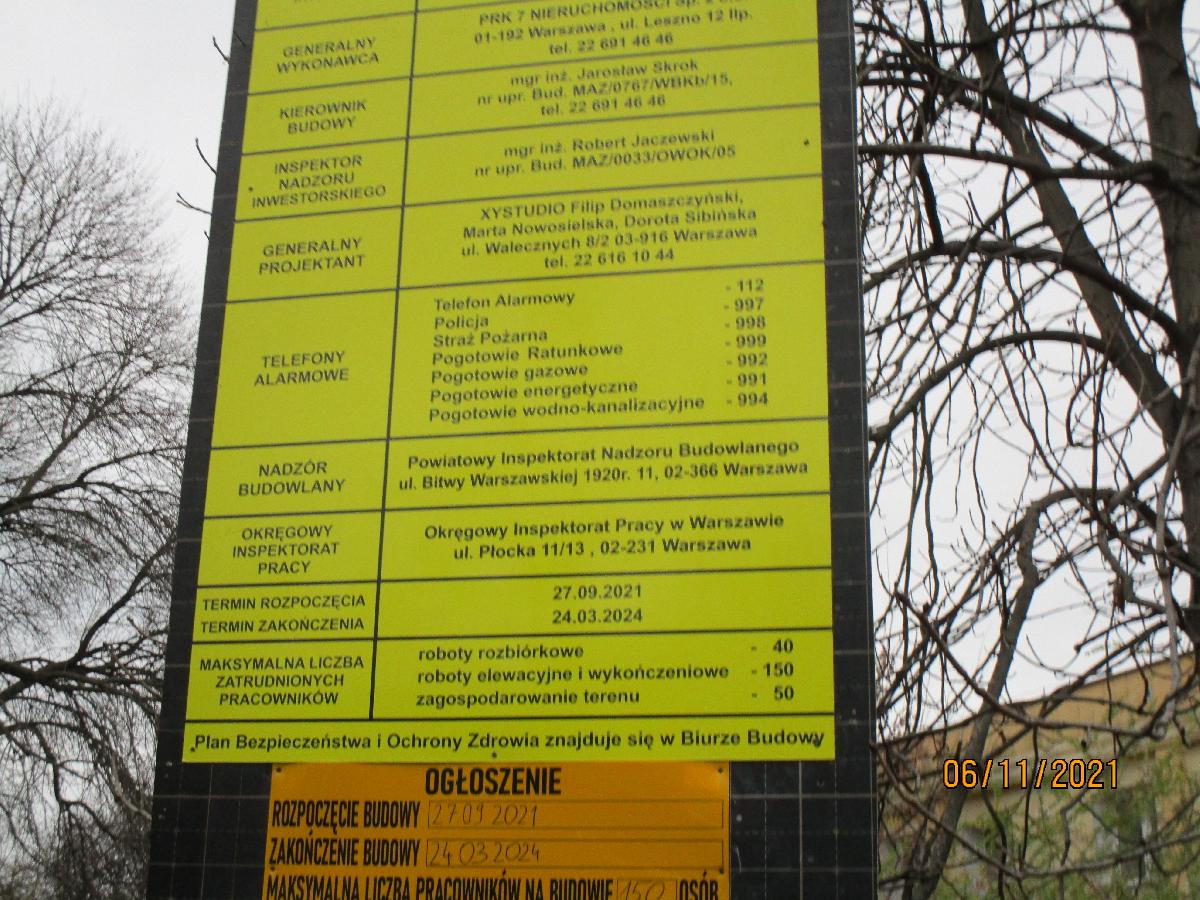 PRK 7 NIERUCHOMOŚCI Sp. z o.o.
01-192 Warszawa , ul. Leszno 12 IIp.
tel. 22 691 46 46
GENERALNY
WYKONAWCA
mgr inż. Jarosław Skrok
nr upr. Bud. MAZ/0767/WBKb/15,
tel. 22 691 46 46
KIEROWNIK
BUDOWY
mgr inż. Robert Jaczewski
nr upr. Bud. MAZ/0033/OWOK/05
INSPEKTOR
NADZORU
INWESTORSKIEGO
XYSTUDIO Filip Domaszczyński,
Marta Nowosielska, Dorota Sibińska
ul. Walecznych 8/2 03-916 Warszawa
tel. 22 616 10 44
GENERALNY
PROJEKTANT
TELEFONY
ALARMOWE
Telefon Alarmowy - 112
Policja - 997
Straż Pożarna - 998
Pogotowie Ratunkowe - 999
Pogotowie gazowe - 992
Pogotowie energetyczne - 991
Pogotowie wodno-kanalizacyjne - 994
NADZÓR
BUDOWLANY
Powiatowy Inspektorat Nadzoru Budowlanego
ul. Bitwy Warszawskiej 1920r. 11, 02-366 Warszawa
OKRĘGOWY
INSPEKTORAT
PRACY
Okręgowy Inspektorat Pracy w Warszawie
ul. Płocka 11/13 , 02-231 Warszawa
TERMIN ROZPOCZĘCIA 27.09.2021
TERMIN ZAKOŃCZENIA 24.03.2024
MAKSYMALNA LICZBA
ZATRUDNIONYCH
PRACOWNIKÓW
roboty rozbiórkowe - 40
roboty elewacyjne i wykończeniowe - 150
zagospodarowanie terenu - 50
Plan Bezpieczeństwa i Ochrony Zdrowia znajduje się w Biurze Budowy
OGŁOSZENIE
ROZPOCZĘCIE BUDOWY 27 09 2021
ZAKOŃCZENIE BUDOWY 24 03 2024
MAKSYMALNA LICZBA PRACOWNIKÓW NA BUDOWIE 150 OSÓB
06/11/2021